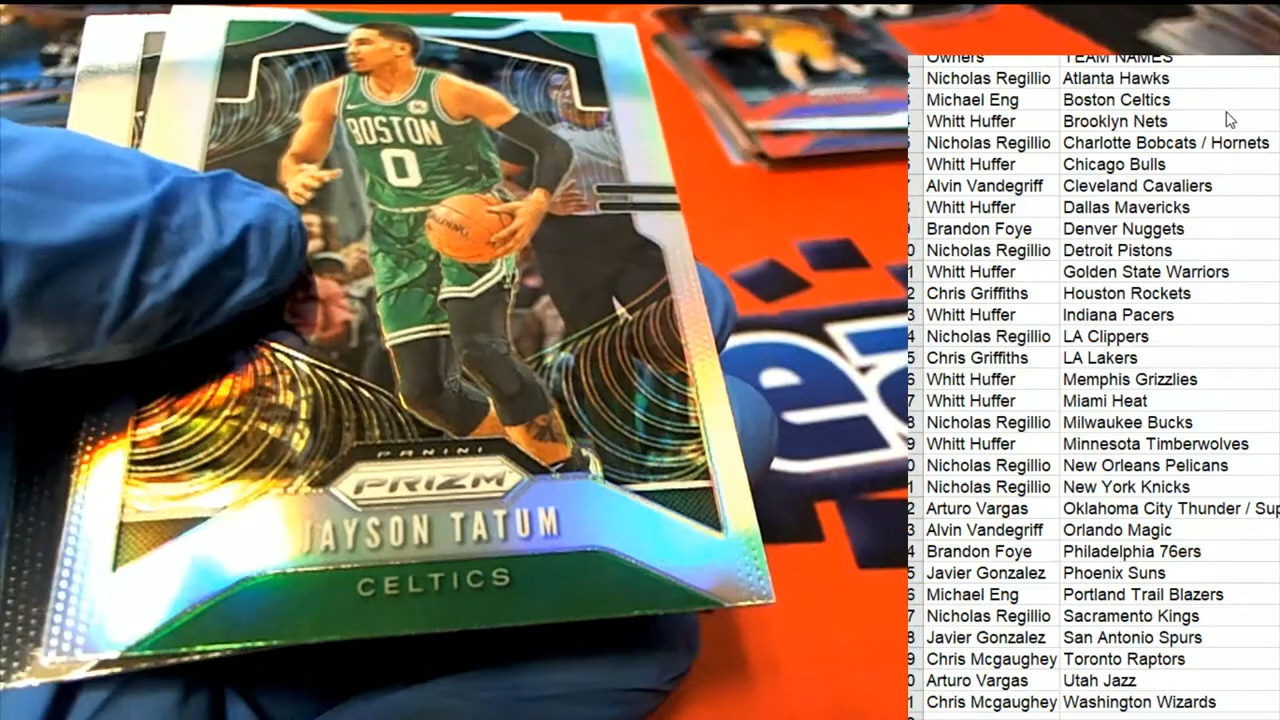 BOSTON
0
SPALDING
PANINI
PRIZM
JAYSON TATUM
CELTICS
Owners TEAM NAMES
Nicholas Regillio Atlanta Hawks
Michael Eng Boston Celtics
Whitt Huffer Brooklyn Nets
Nicholas Regillio Charlotte Bobcats / Hornets
Whitt Huffer Chicago Bulls
Alvin Vandegriff Cleveland Cavaliers
Whitt Huffer Dallas Mavericks
Brandon Foye Denver Nuggets
Nicholas Regillio Detroit Pistons
Whitt Huffer Golden State Warriors
Chris Griffiths Houston Rockets
Whitt Huffer Indiana Pacers
Nicholas Regillio LA Clippers
Chris Griffiths LA Lakers
Whitt Huffer Memphis Grizzlies
Whitt Huffer Miami Heat
Nicholas Regillio Milwaukee Bucks
Whitt Huffer Minnesota Timberwolves
Nicholas Regillio New Orleans Pelicans
Nicholas Regillio New York Knicks
Arturo Vargas Oklahoma City Thunder / Sup
Alvin Vandegriff Orlando Magic
Brandon Foye Philadelphia 76ers
Javier Gonzalez Phoenix Suns
Michael Eng Portland Trail Blazers
Nicholas Regillio Sacramento Kings
Javier Gonzalez San Antonio Spurs
Chris Mcgaughey Toronto Raptors
Arturo Vargas Utah Jazz
Chris Mcgaughey Washington Wizards